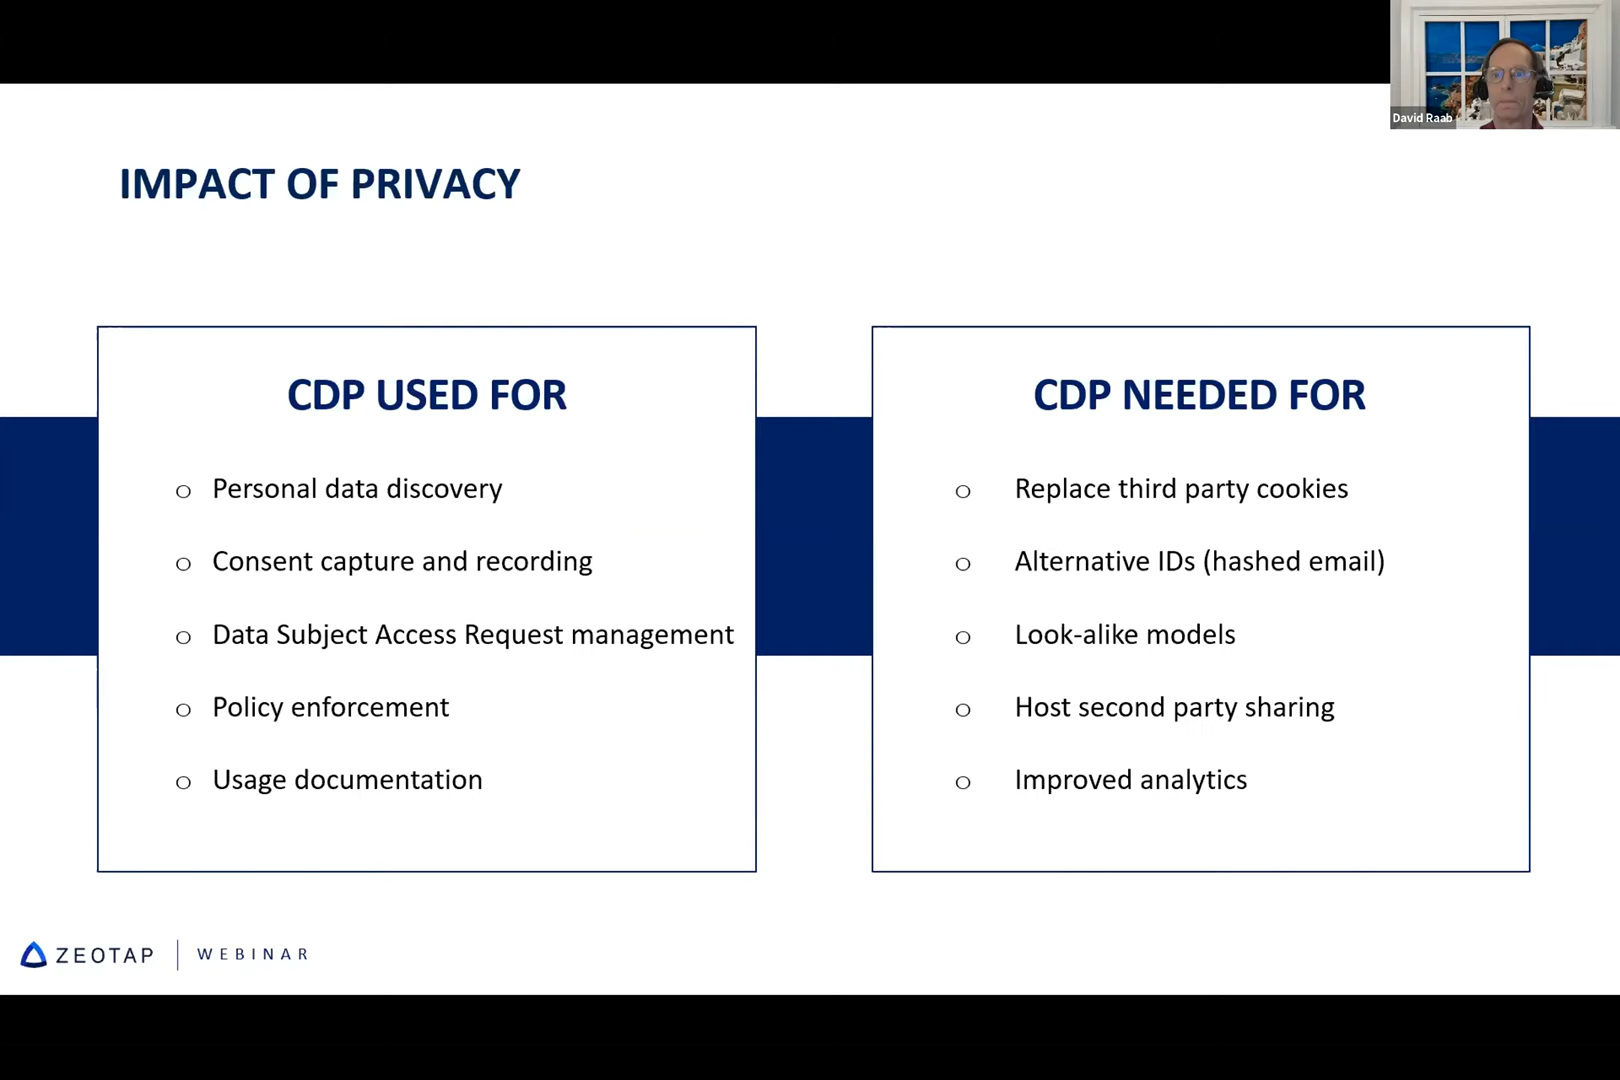 David Raab
IMPACT OF PRIVACY
CDP USED FOR
Personal data discovery
Consent capture and recording
Data Subject Access Request management
Policy enforcement
Usage documentation
CDP NEEDED FOR
Replace third party cookies
Alternative IDs (hashed email)
Look-alike models
Host second party sharing
Improved analytics
ZEOTAP | WEBINAR